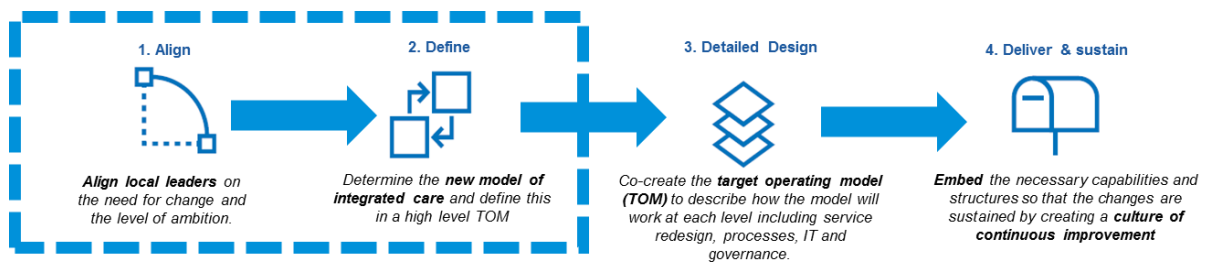 1. Align
Align local leaders on
the need for change and
the level of ambition.
2. Define
Determine the new model of
integrated care and define this
in a high level TOM
3. Detailed Design
Co-create the target operating model
(TOM) to describe how the model will
work at each level including service
redesign, processes, IT and
governance.
4. Deliver & sustain
Embed the necessary capabilities and
structures so that the changes are
sustained by creating a culture of
continuous improvement